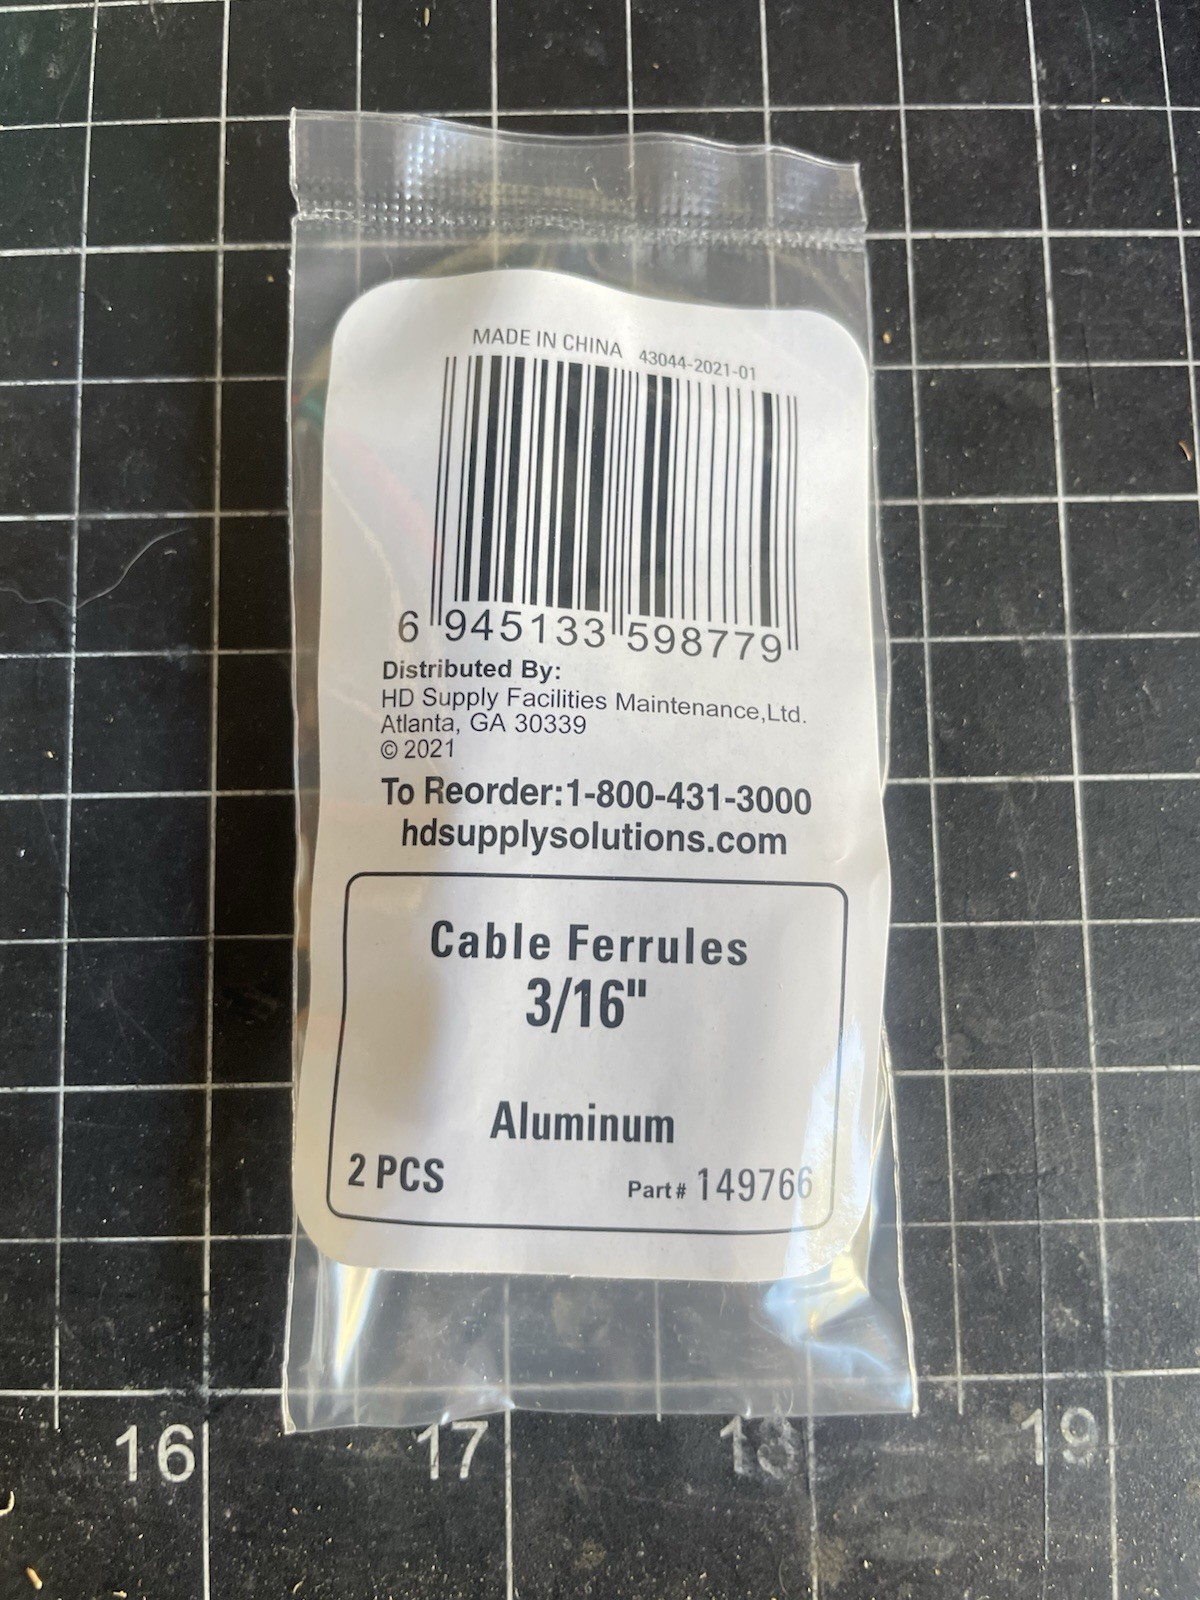 MADE IN CHINA 43044-2021-01
6 945133 598779
Distributed By:
HD Supply Facilities Maintenance,Ltd.
Atlanta, GA 30339
© 2021
To Reorder:1-800-431-3000
hdsupplysolutions.com
Cable Ferrules
3/16"
Aluminum
2 PCS Part# 149766
16 17 18 19